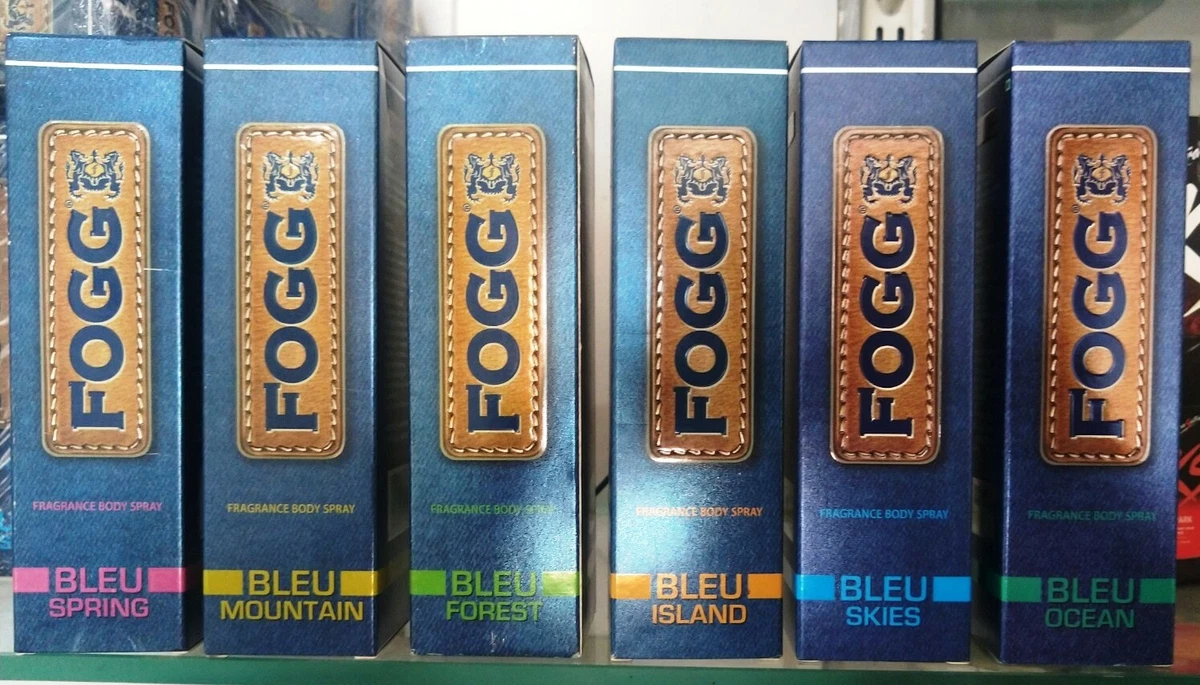 FOGG
FRAGRANCE BODY SPRAY
BLEU
SPRING
FOGG
FRAGRANCE BODY SPRAY
BLEU
MOUNTAIN
FOGG
FRAGRANCE BODY SPRAY
BLEU
FOREST
FOGG
FRAGRANCE BODY SPRAY
BLEU
ISLAND
FOGG
FRAGRANCE BODY SPRAY
BLEU
SKIES
FOGG
FRAGRANCE BODY SPRAY
BLEU
OCEAN